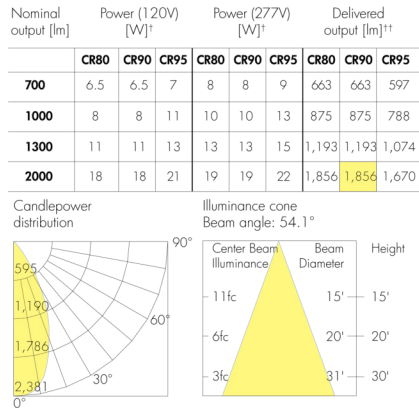 Nominal output [lm] Power (120V) [W]† Power (277V) [W]† Delivered output [lm]††
CR80 CR90 CR95 CR80 CR90 CR95 CR80 CR90 CR95
700 6.5 6.5 7 8 8 9 663 663 597
1000 8 8 11 10 10 13 875 875 788
1300 11 11 13 13 13 15 1,193 1,193 1,074
2000 18 18 21 19 19 22 1,856 1,856 1,670
Candlepower
distribution
90°
595
1,190
60°
1,786
30°
2,381
0°
Illuminance cone
Beam angle: 54.1°
Center Beam Illuminance Beam Diameter Height
11fc 15' 15'
6fc 20' 20'
3fc 31' 30'